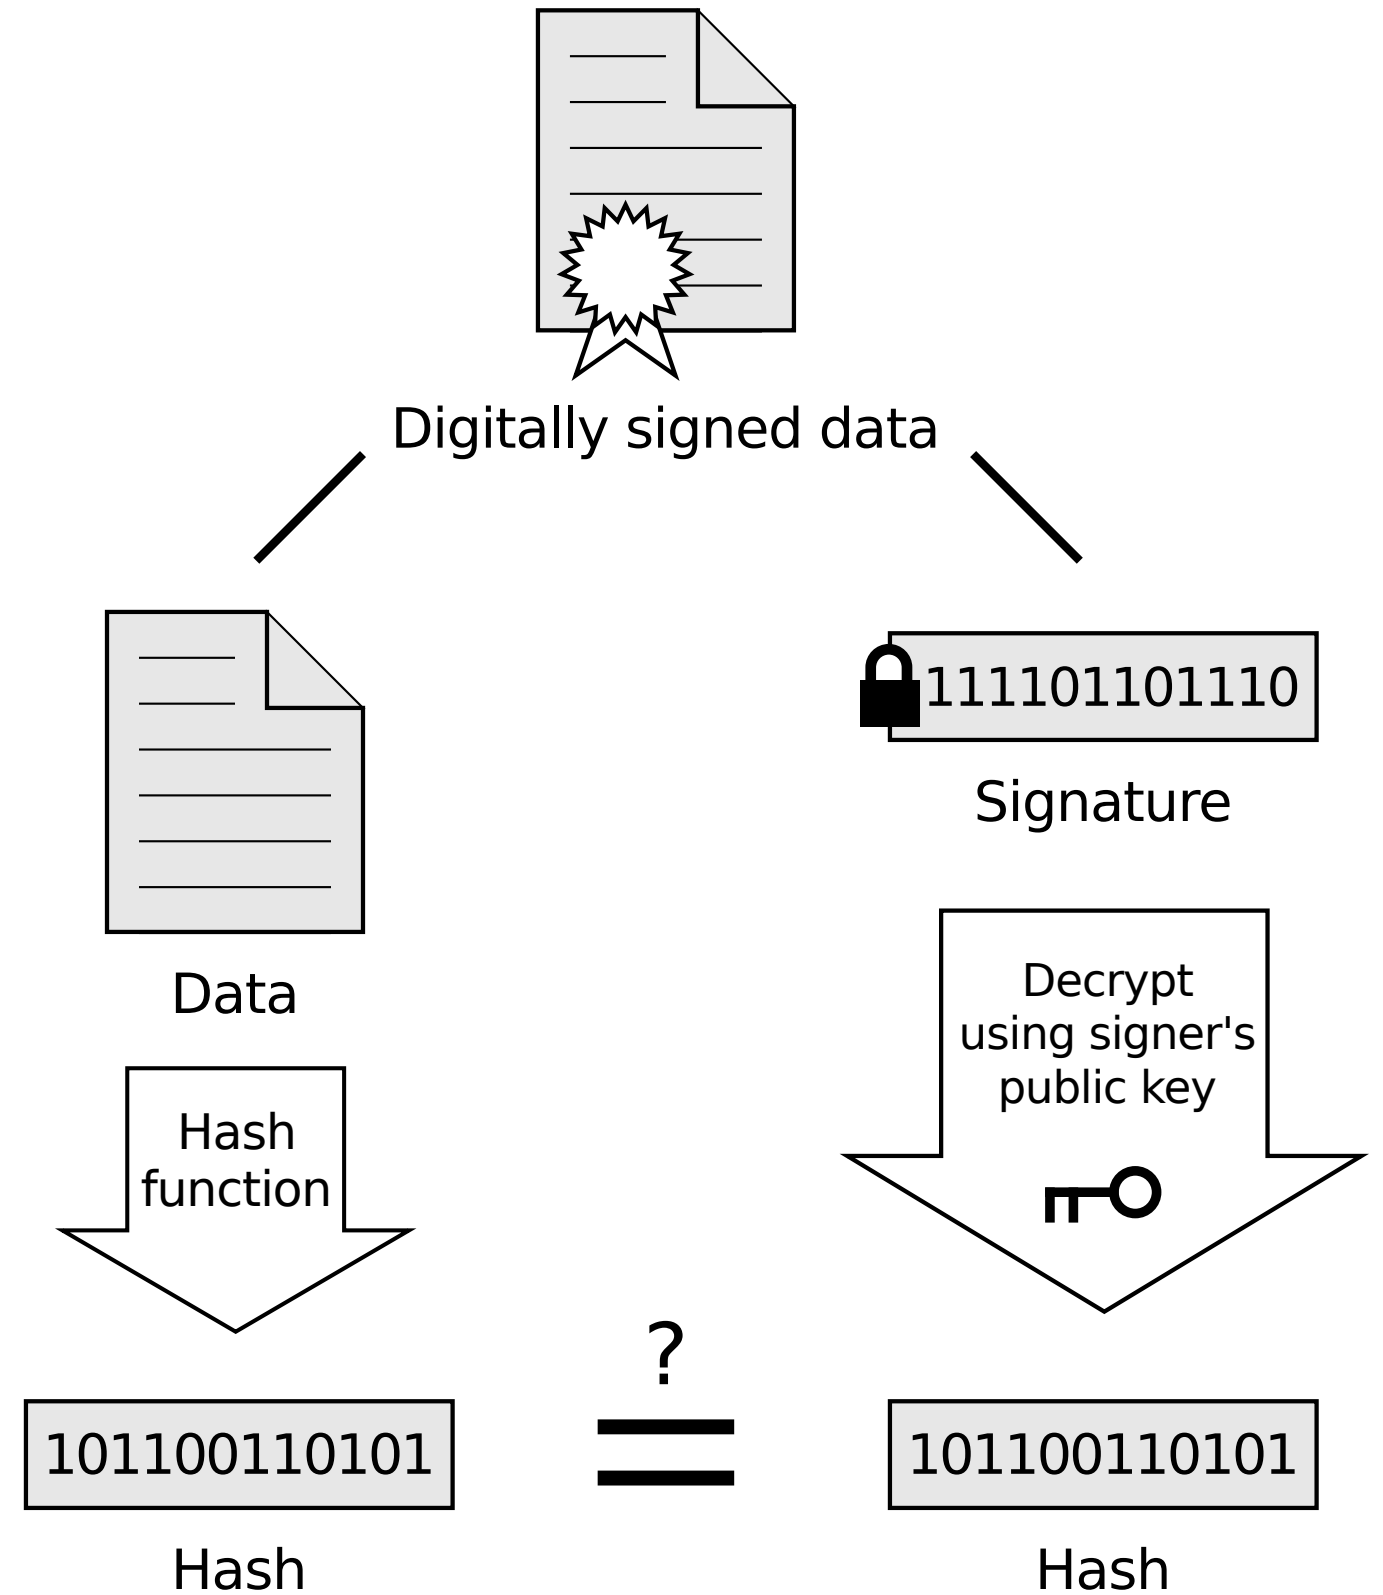 Digitally signed data
111101101110
Signature
Data
Decrypt
using signer's
public key
Hash
function
?
=
101100110101
101100110101
Hash
Hash